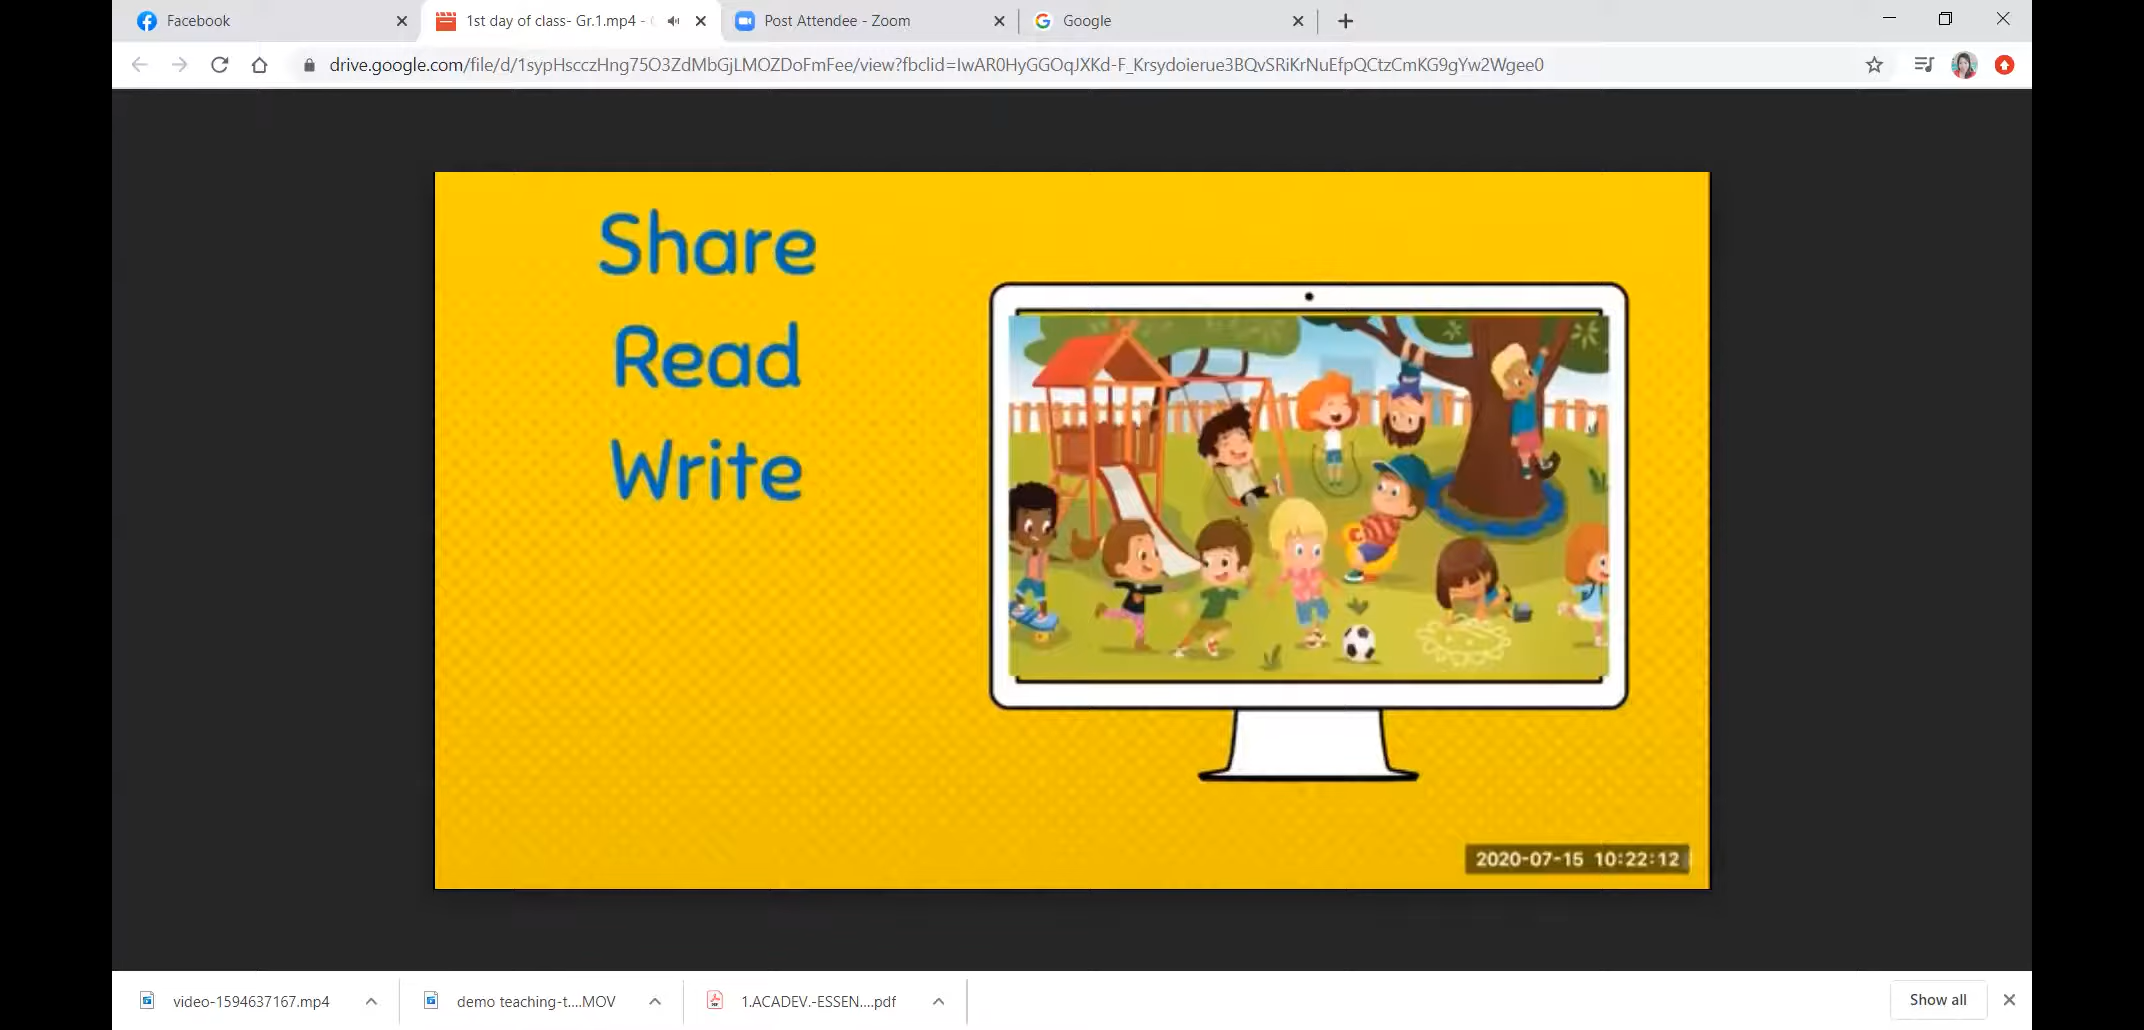 Facebook
1st day of class- Gr.1.mp4 -
Post Attendee - Zoom
Google
drive.google.com/file/d/1sypHscczHng75O3ZdMbGjLMOZDoFmFee/view?fbclid=IwAR0HyGGOqJXKd-F_Krsydoierue3BQvSRiKrNuEfpQCtzCmKG9gYw2Wgee0
Share
Read
Write
2020-07-15 10:22:12
video-1594637167.mp4
demo teaching-t....MOV
1.ACADEV.-ESSEN....pdf
Show all